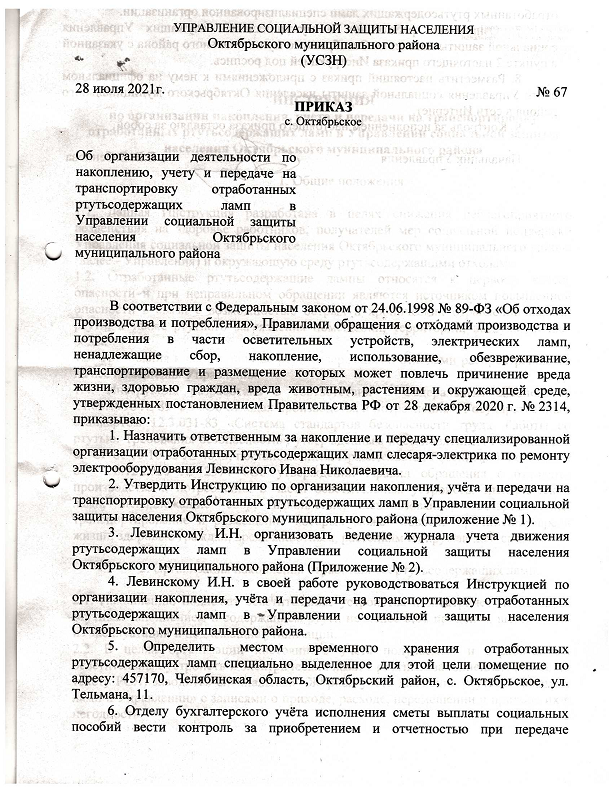 УПРАВЛЕНИЕ СОЦИАЛЬНОЙ ЗАЩИТЫ НАСЕЛЕНИЯ
Октябрьского муниципального района
(УСЗН)
28 июля 2021г. № 67
ПРИКАЗ
с. Октябрьское
Об организации деятельности по
накоплению, учету и передаче на
транспортировку отработанных
ртутьсодержащих ламп в
Управлении социальной защиты
населения Октябрьского
муниципального района
В соответствии с Федеральным законом от 24.06.1998 № 89-ФЗ «Об отходах
производства и потребления», Правилами обращения с отходами производства и
потребления в части осветительных устройств, электрических ламп,
ненадлежащие сбор, накопление, использование, обезвреживание,
транспортирование и размещение которых может повлечь причинение вреда
жизни, здоровью граждан, вреда животным, растениям и окружающей среде,
утвержденных постановлением Правительства РФ от 28 декабря 2020 г. № 2314,
приказываю:
1. Назначить ответственным за накопление и передачу специализированной
организации отработанных ртутьсодержащих ламп слесаря-электрика по ремонту
электрооборудования Левинского Ивана Николаевича.
2. Утвердить Инструкцию по организации накопления, учёта и передачи на
транспортировку отработанных ртутьсодержащих ламп в Управлении социальной
защиты населения Октябрьского муниципального района (приложение № 1).
3. Левинскому И.Н. организовать ведение журнала учета движения
ртутьсодержащих ламп в Управлении социальной защиты населения
Октябрьского муниципального района (Приложение № 2).
4. Левинскому И.Н. в своей работе руководствоваться Инструкцией по
организации накопления, учёта и передачи на транспортировку отработанных
ртутьсодержащих ламп в Управлении социальной защиты населения
Октябрьского муниципального района.
5. Определить местом временного хранения отработанных
ртутьсодержащих ламп специально выделенное для этой цели помещение по
адресу: 457170, Челябинская область, Октябрьский район, с. Октябрьское, ул.
Тельмана, 11.
6. Отделу бухгалтерского учёта исполнения сметы выплаты социальных
пособий вести контроль за приобретением и отчетностью при передаче